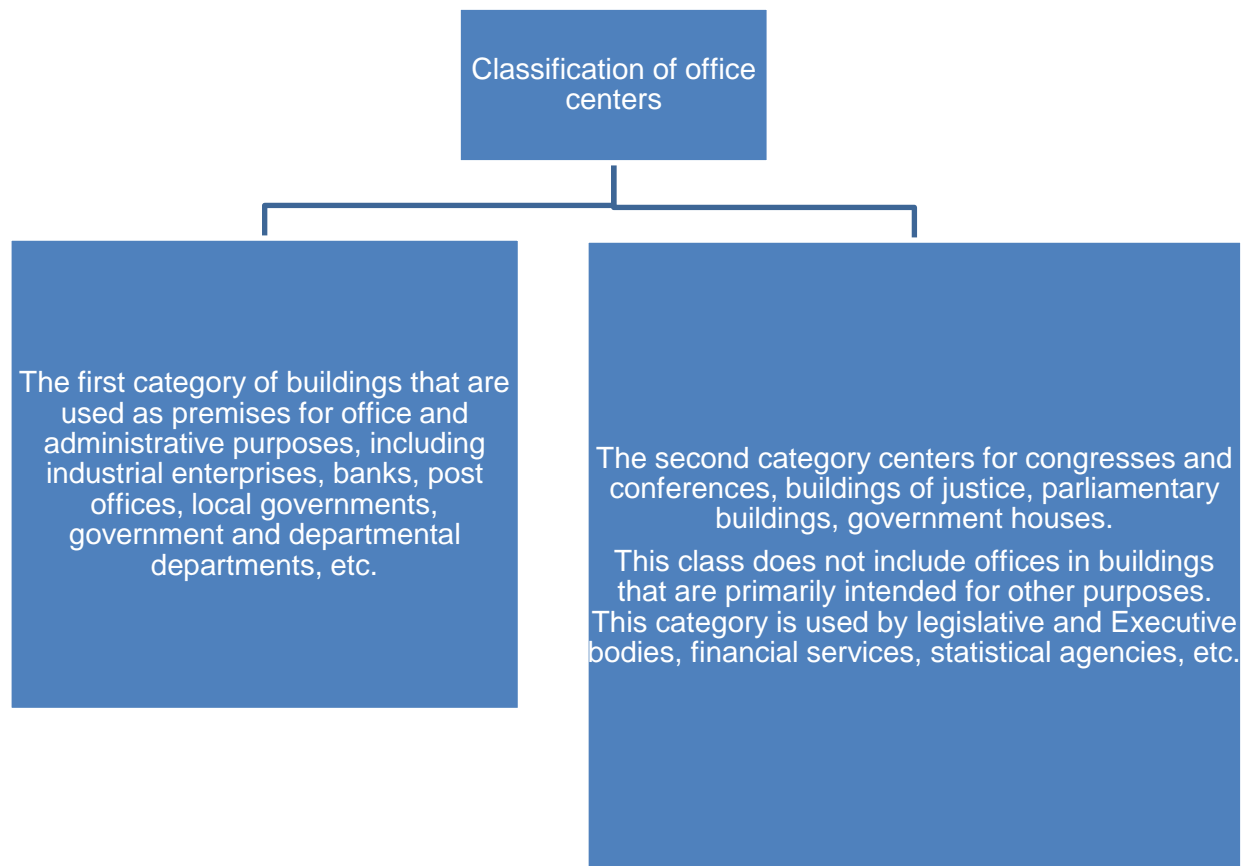 Classification of office
centers
The first category of buildings that are
used as premises for office and
administrative purposes, including
industrial enterprises, banks, post
offices, local governments,
government and departmental
departments, etc.
The second category centers for congresses and
conferences, buildings of justice, parliamentary
buildings, government houses.
This class does not include offices in buildings
that are primarily intended for other purposes.
This category is used by legislative and Executive
bodies, financial services, statistical agencies, etc.